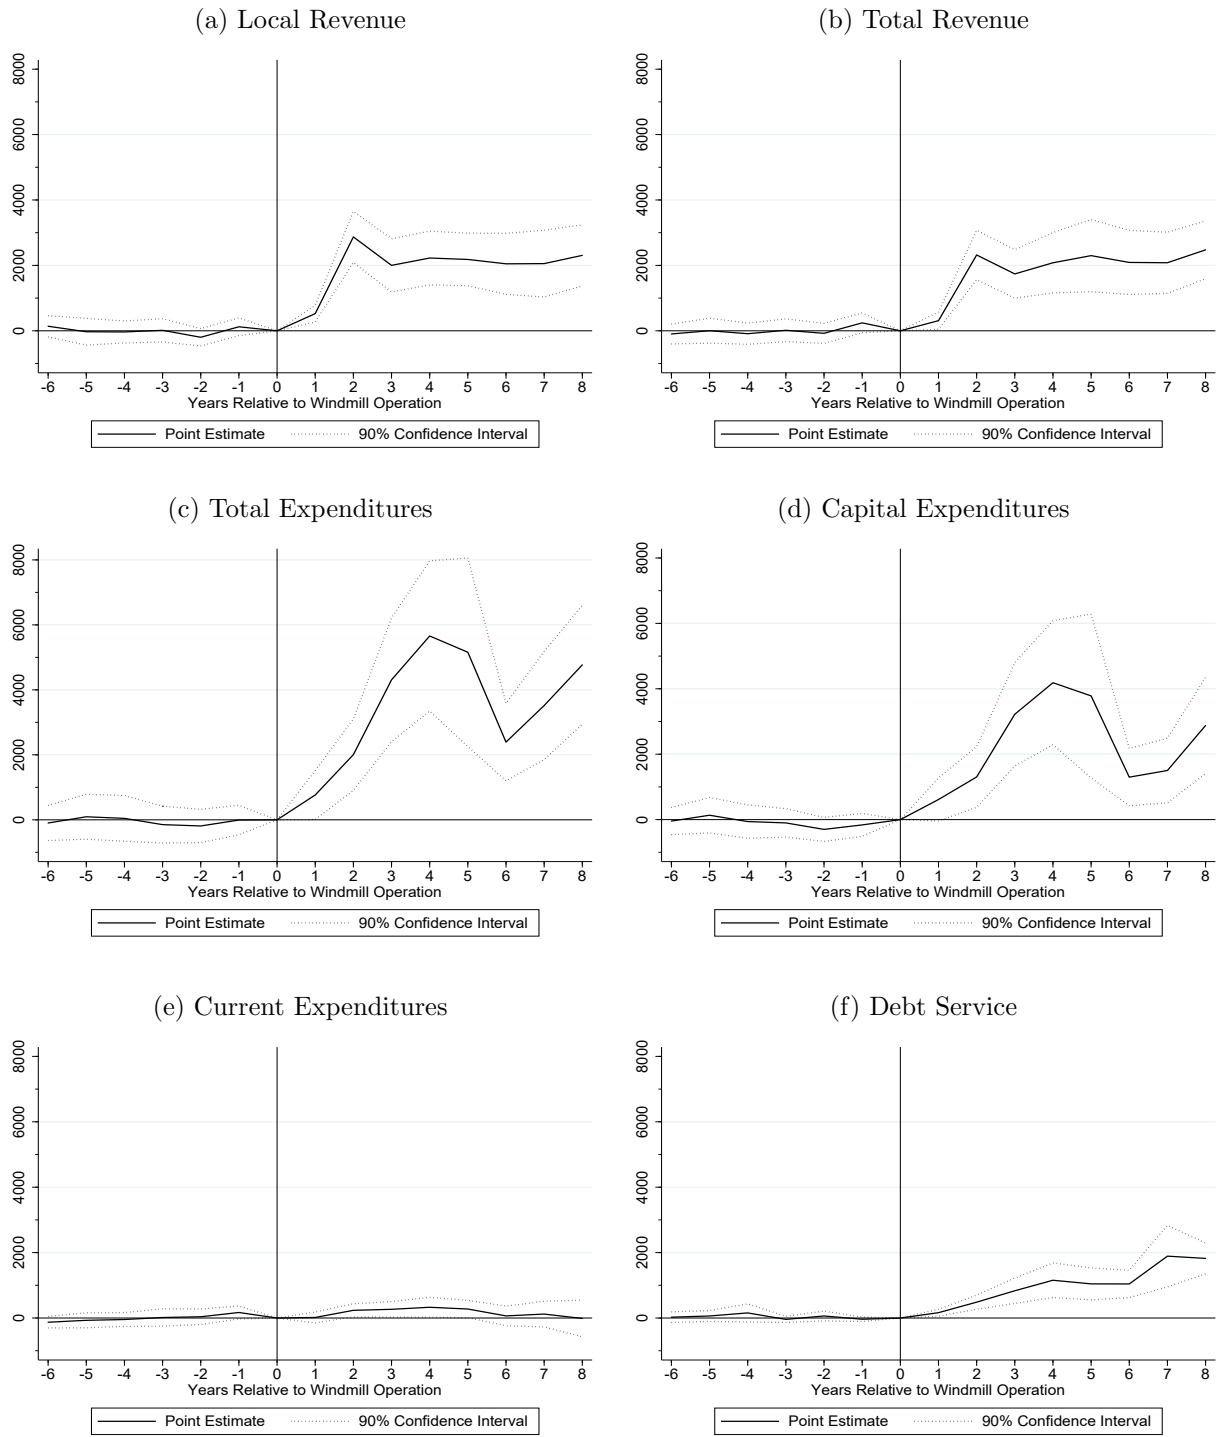 (a) Local Revenue
8000
6000
4000
2000
0
-6 -5 -4 -3 -2 -1 0 1 2 3 4 5 6 7 8
Years Relative to Windmill Operation
Point Estimate 90% Confidence Interval
(b) Total Revenue
8000
6000
4000
2000
0
-6 -5 -4 -3 -2 -1 0 1 2 3 4 5 6 7 8
Years Relative to Windmill Operation
Point Estimate 90% Confidence Interval
(c) Total Expenditures
8000
6000
4000
2000
0
-6 -5 -4 -3 -2 -1 0 1 2 3 4 5 6 7 8
Years Relative to Windmill Operation
Point Estimate 90% Confidence Interval
(d) Capital Expenditures
8000
6000
4000
2000
0
-6 -5 -4 -3 -2 -1 0 1 2 3 4 5 6 7 8
Years Relative to Windmill Operation
Point Estimate 90% Confidence Interval
(e) Current Expenditures
8000
6000
4000
2000
0
-6 -5 -4 -3 -2 -1 0 1 2 3 4 5 6 7 8
Years Relative to Windmill Operation
Point Estimate 90% Confidence Interval
(f) Debt Service
8000
6000
4000
2000
0
-6 -5 -4 -3 -2 -1 0 1 2 3 4 5 6 7 8
Years Relative to Windmill Operation
Point Estimate 90% Confidence Interval